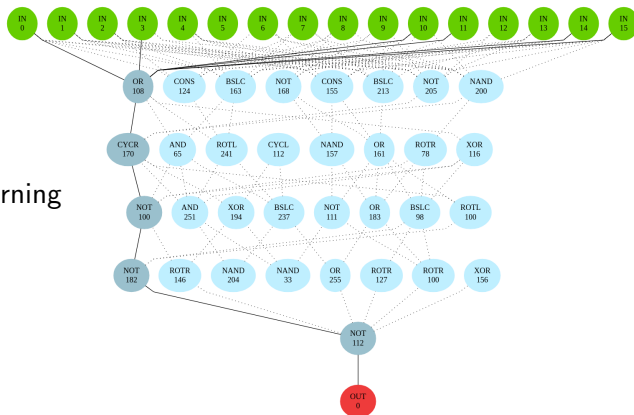 IN IN IN IN IN IN IN IN IN IN IN IN IN IN IN IN
0 1 2 3 4 5 6 7 8 9 10 11 12 13 14 15
OR CONS BSLC NOT CONS BSLC NOT NAND
108 124 163 168 155 213 205 200
CYCR AND ROTL CYCL NAND OR ROTR XOR
170 65 241 112 157 161 78 116
rning
NOT AND XOR BSLC NOT OR BSLC ROTL
100 251 194 237 111 183 98 100
NOT ROTR NAND NAND OR ROTR ROTR XOR
182 146 204 33 255 127 100 156
NOT
112
OUT
0